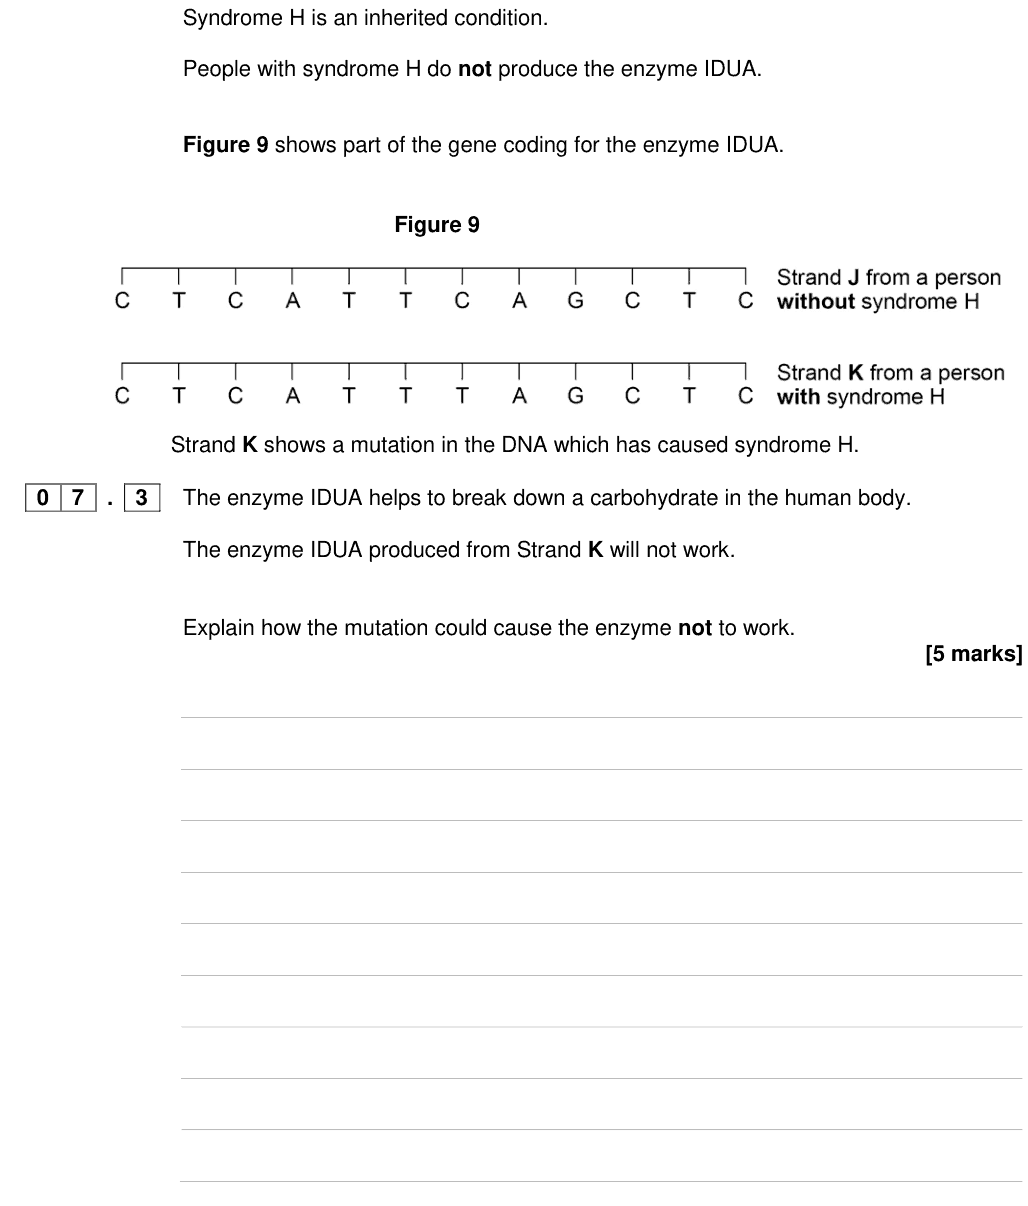 Syndrome H is an inherited condition.
People with syndrome H do not produce the enzyme IDUA.
Figure 9 shows part of the gene coding for the enzyme IDUA.
Figure 9
C T C A T T C A G C T C
Strand J from a person
without syndrome H
C T C A T T T A G C T C
Strand K from a person
with syndrome H
Strand K shows a mutation in the DNA which has caused syndrome H.
0 7 . 3 The enzyme IDUA helps to break down a carbohydrate in the human body.
The enzyme IDUA produced from Strand K will not work.
Explain how the mutation could cause the enzyme not to work.
[5 marks]